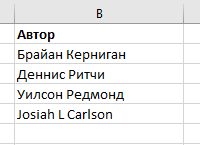 B
Автор
Брайан Керниган
Деннис Ритчи
Уилсон Редмонд
Josiah L Carlson